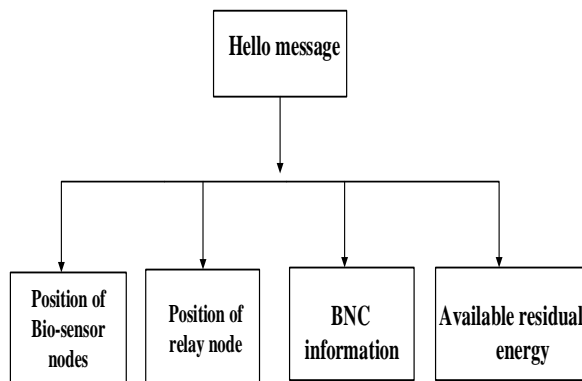 Hello message
Position of
Bio-sensor
nodes
Position of
relay node
BNC
information
Available residual
energy